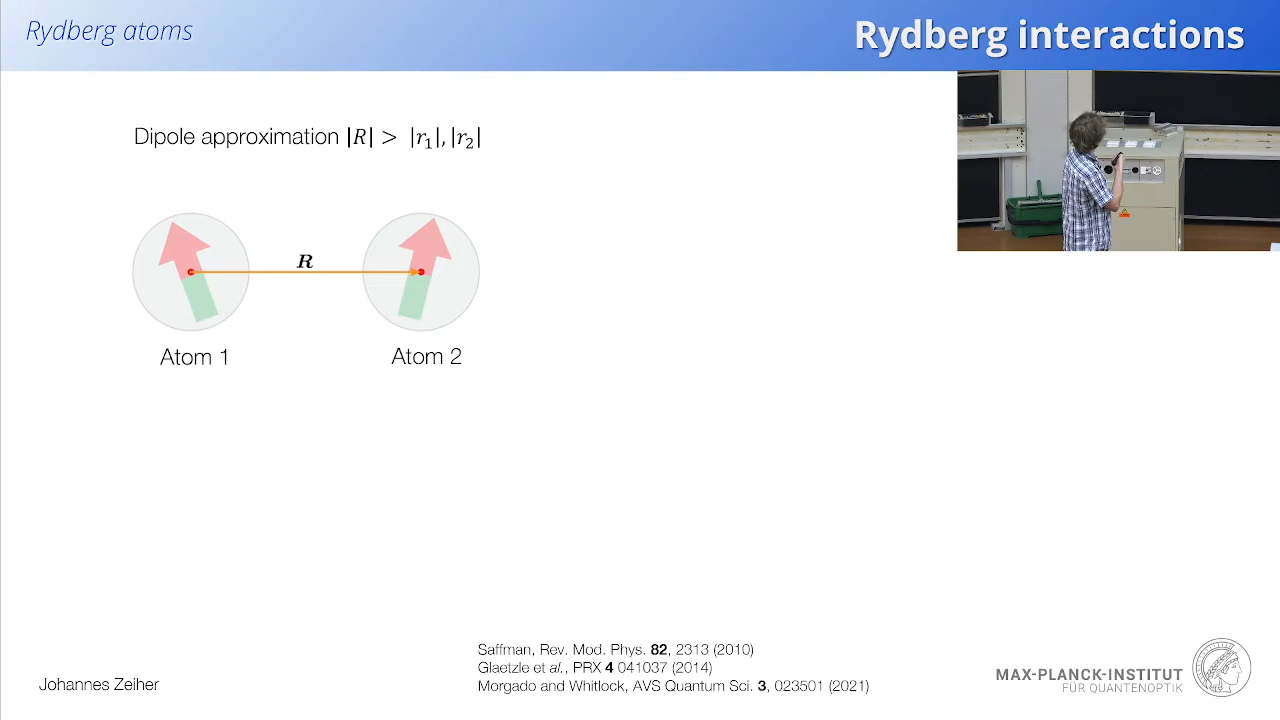 Rydberg atoms
Rydberg interactions
Dipole approximation |R| > |r₁|, |r₂|
R
Atom 1
Atom 2
Saffman, Rev. Mod. Phys. 82, 2313 (2010)
Glaetzle et al., PRX 4 041037 (2014)
Morgado and Whitlock, AVS Quantum Sci. 3, 023501 (2021)
Johannes Zeiher
MAX-PLANCK-INSTITUT
FÜR QUANTENOPTIK